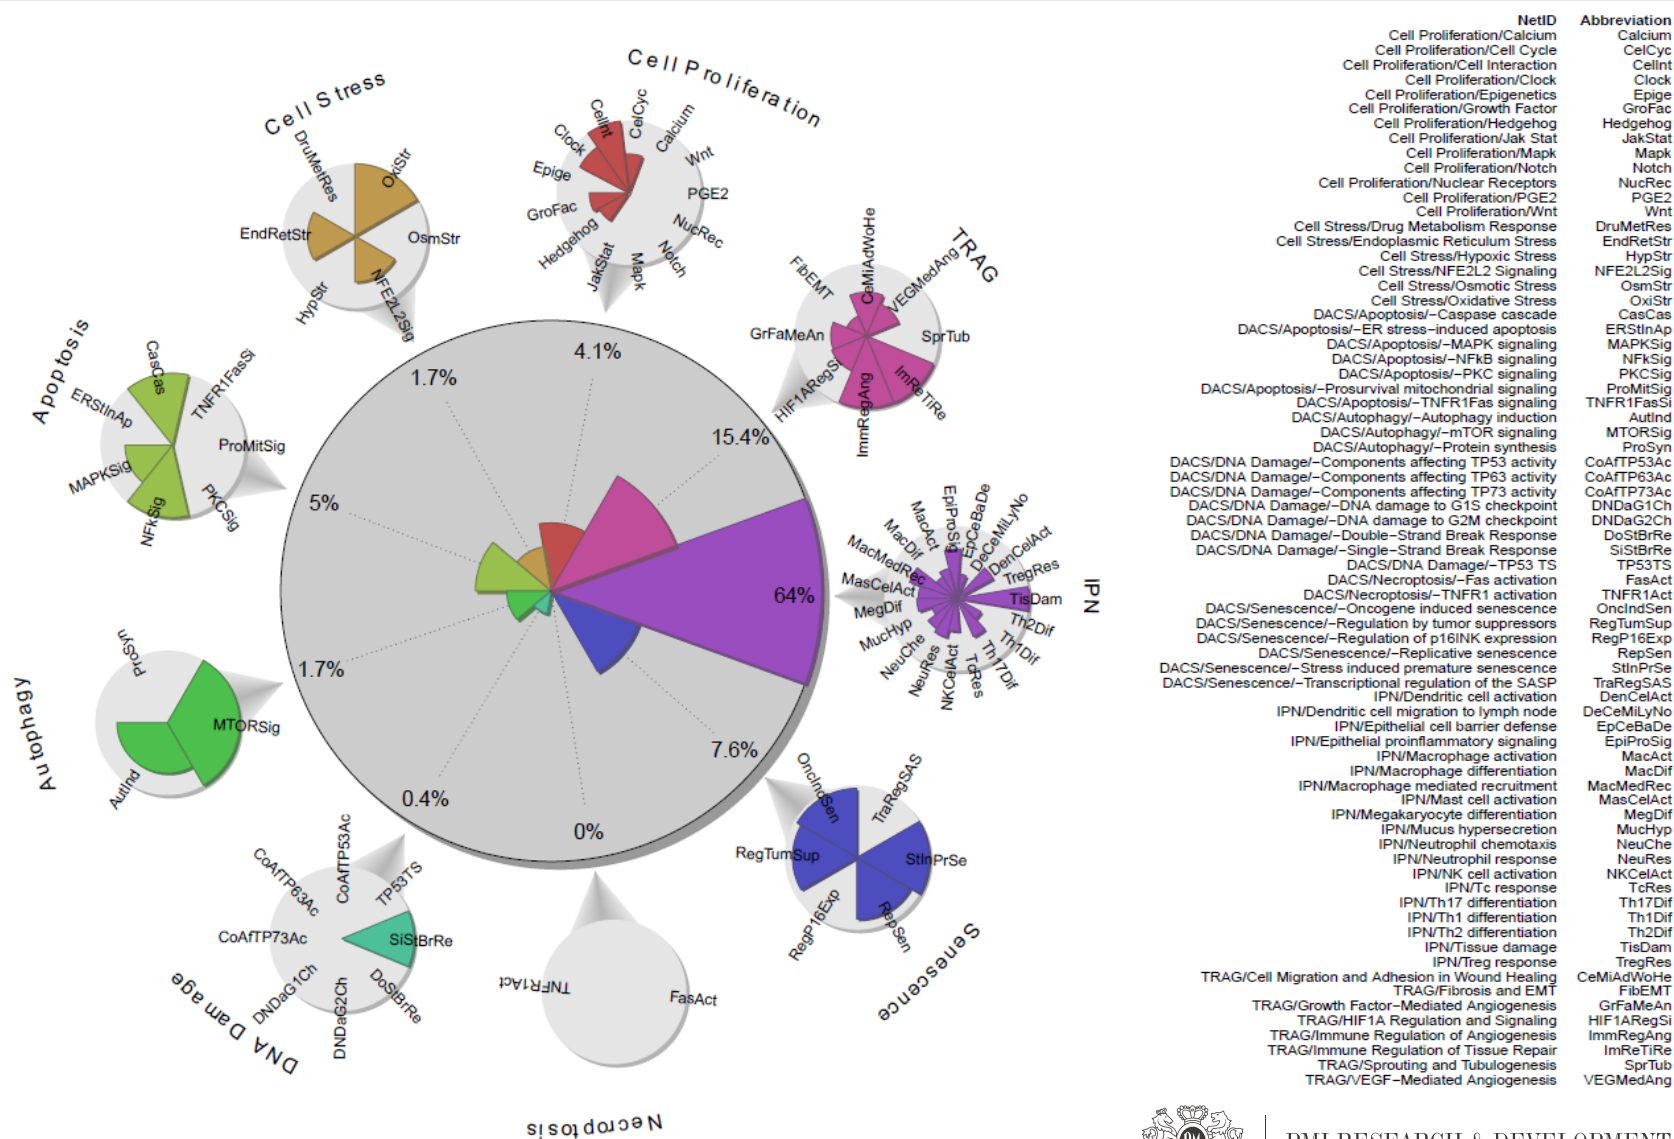 Cell Proliferation
CelCyc
Calcium
Wnt
PGE2
NucRec
Notch
Mapk
JakStat
Hedgehog
GroFac
Epige
Clock
CelInt
Cell Stress
OxiStr
OsmStr
NFE2L2Sig
HypStr
EndRetStr
DruMetRes
TRAG
CeMiAdWoHe
VEGMedAng
SprTub
ImReTiRe
ImmRegAng
HIF1ARegSi
GrFaMeAn
FibEMT
Apoptosis
CasCas
TNFR1FasSi
ProMitSig
PKCSig
NFkSig
MAPKSig
ERStInAp
IPN
EpiProSig
EpCeBaDe
DeCeMiLyNo
DenCelAct
TregRes
TisDam
Th2Dif
Th1Dif
Th17Dif
TcRes
NKCelAct
NeuRes
NeuChe
MucHyp
MegDif
MasCelAct
MacMedRec
MacDif
MacAct
Autophagy
ProSyn
MTORSig
AutInd
Senescence
OncIndSen
TraRegSAS
StInPrSe
RepSen
RegP16Exp
RegTumSup
DNA Damage
CoAfTP53Ac
TP53TS
SiStBrRe
DoStBrRe
DNDaG2Ch
DNDaG1Ch
CoAfTP73Ac
CoAfTP63Ac
Necroptosis
TNFR1Act
FasAct
4.1%
1.7%
15.4%
5%
64%
1.7%
7.6%
0.4%
0%
NetID Abbreviation
Cell Proliferation/Calcium Calcium
Cell Proliferation/Cell Cycle CelCyc
Cell Proliferation/Cell Interaction CelInt
Cell Proliferation/Clock Clock
Cell Proliferation/Epigenetics Epige
Cell Proliferation/Growth Factor GroFac
Cell Proliferation/Hedgehog Hedgehog
Cell Proliferation/Jak Stat JakStat
Cell Proliferation/Mapk Mapk
Cell Proliferation/Notch Notch
Cell Proliferation/Nuclear Receptors NucRec
Cell Proliferation/PGE2 PGE2
Cell Proliferation/Wnt Wnt
Cell Stress/Drug Metabolism Response DruMetRes
Cell Stress/Endoplasmic Reticulum Stress EndRetStr
Cell Stress/Hypoxic Stress HypStr
Cell Stress/NFE2L2 Signaling NFE2L2Sig
Cell Stress/Osmotic Stress OsmStr
Cell Stress/Oxidative Stress OxiStr
DACS/Apoptosis/−Caspase cascade CasCas
DACS/Apoptosis/−ER stress−induced apoptosis ERStInAp
DACS/Apoptosis/−MAPK signaling MAPKSig
DACS/Apoptosis/−NFkB signaling NFkSig
DACS/Apoptosis/−PKC signaling PKCSig
DACS/Apoptosis/−Prosurvival mitochondrial signaling ProMitSig
DACS/Apoptosis/−TNFR1Fas signaling TNFR1FasSi
DACS/Autophagy/−Autophagy induction AutInd
DACS/Autophagy/−mTOR signaling MTORSig
DACS/Autophagy/−Protein synthesis ProSyn
DACS/DNA Damage/−Components affecting TP53 activity CoAfTP53Ac
DACS/DNA Damage/−Components affecting TP63 activity CoAfTP63Ac
DACS/DNA Damage/−Components affecting TP73 activity CoAfTP73Ac
DACS/DNA Damage/−DNA damage to G1S checkpoint DNDaG1Ch
DACS/DNA Damage/−DNA damage to G2M checkpoint DNDaG2Ch
DACS/DNA Damage/−Double−Strand Break Response DoStBrRe
DACS/DNA Damage/−Single−Strand Break Response SiStBrRe
DACS/DNA Damage/−TP53 TS TP53TS
DACS/Necroptosis/−Fas activation FasAct
DACS/Necroptosis/−TNFR1 activation TNFR1Act
DACS/Senescence/−Oncogene induced senescence OncIndSen
DACS/Senescence/−Regulation by tumor suppressors RegTumSup
DACS/Senescence/−Regulation of p16INK expression RegP16Exp
DACS/Senescence/−Replicative senescence RepSen
DACS/Senescence/−Stress induced premature senescence StInPrSe
DACS/Senescence/−Transcriptional regulation of the SASP TraRegSAS
IPN/Dendritic cell activation DenCelAct
IPN/Dendritic cell migration to lymph node DeCeMiLyNo
IPN/Epithelial cell barrier defense EpCeBaDe
IPN/Epithelial proinflammatory signaling EpiProSig
IPN/Macrophage activation MacAct
IPN/Macrophage differentiation MacDif
IPN/Macrophage mediated recruitment MacMedRec
IPN/Mast cell activation MasCelAct
IPN/Megakaryocyte differentiation MegDif
IPN/Mucus hypersecretion MucHyp
IPN/Neutrophil chemotaxis NeuChe
IPN/Neutrophil response NeuRes
IPN/NK cell activation NKCelAct
IPN/Tc response TcRes
IPN/Th17 differentiation Th17Dif
IPN/Th1 differentiation Th1Dif
IPN/Th2 differentiation Th2Dif
IPN/Tissue damage TisDam
IPN/Treg response TregRes
TRAG/Cell Migration and Adhesion in Wound Healing CeMiAdWoHe
TRAG/Fibrosis and EMT FibEMT
TRAG/Growth Factor−Mediated Angiogenesis GrFaMeAn
TRAG/HIF1A Regulation and Signaling HIF1ARegSi
TRAG/Immune Regulation of Angiogenesis ImmRegAng
TRAG/Immune Regulation of Tissue Repair ImReTiRe
TRAG/Sprouting and Tubulogenesis SprTub
TRAG/VEGF−Mediated Angiogenesis VEGMedAng
PMI RESEARCH & DEVELOPMENT